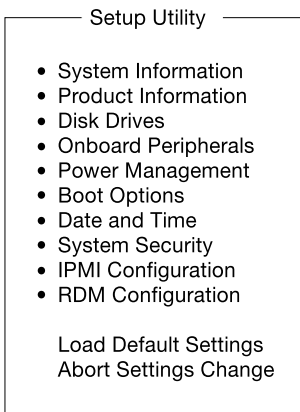 Setup Utility
• System Information
• Product Information
• Disk Drives
• Onboard Peripherals
• Power Management
• Boot Options
• Date and Time
• System Security
• IPMI Configuration
• RDM Configuration
Load Default Settings
Abort Settings Change